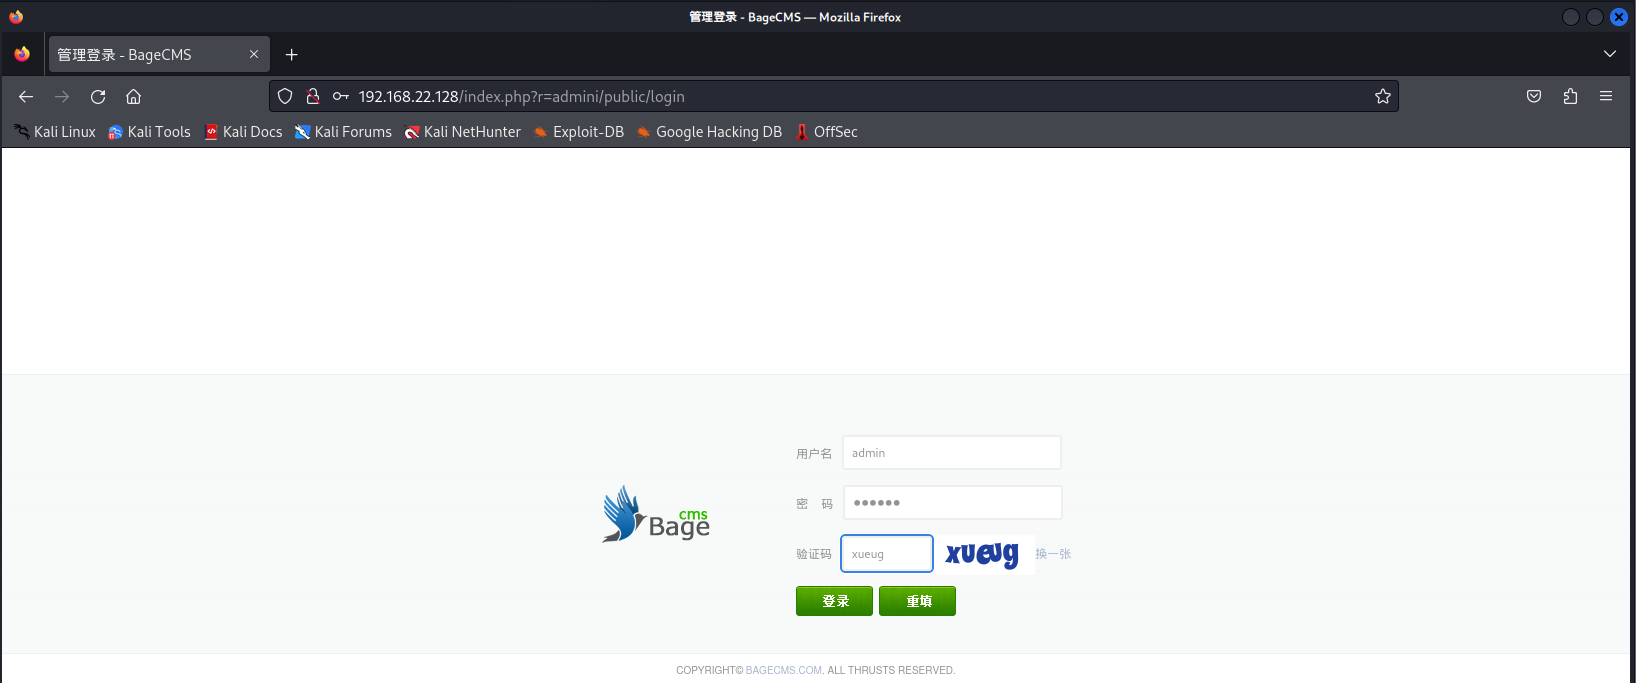 管理登录 - BageCMS — Mozilla Firefox
管理登录 - BageCMS
192.168.22.128/index.php?r=admini/public/login
Kali Linux Kali Tools Kali Docs Kali Forums Kali NetHunter Exploit-DB Google Hacking DB OffSec
用户名 admin
Bage cms
密 码 ••••••
验证码 xueug xueug 换一张
登录 重填
COPYRIGHT© BAGECMS.COM. ALL THRUSTS RESERVED.